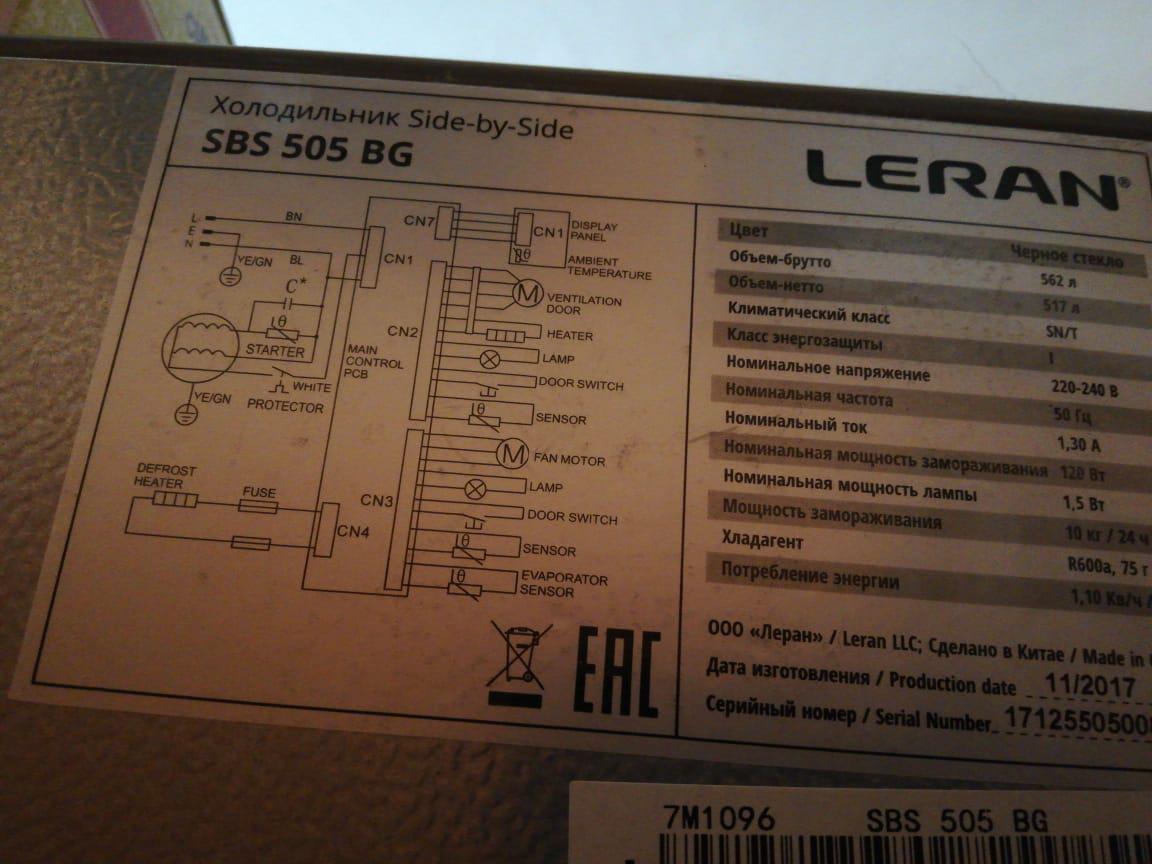 Холодильник Side-by-Side
SBS 505 BG
LERAN®
L
BN
E
N
YE/GN
BL
C*
θ
STARTER
WHITE
PROTECTOR
YE/GN
MAIN
CONTROL
PCB
DEFROST
HEATER
FUSE
CN7
CN1
CN1
DISPLAY
PANEL
θ
AMBIENT
TEMPERATURE
CN2
M
VENTILATION
DOOR
HEATER
LAMP
DOOR SWITCH
θ
SENSOR
CN3
M
FAN MOTOR
LAMP
DOOR SWITCH
θ
SENSOR
θ
EVAPORATOR
SENSOR
CN4
EAC
Цвет Черное стекло
Объем-брутто 562 л
Объем-нетто 517 л
Климатический класс SN/T
Класс энергозащиты I
Номинальное напряжение 220-240 В
Номинальная частота 50 Гц
Номинальный ток 1,30 А
Номинальная мощность замораживания 120 Вт
Номинальная мощность лампы 1,5 Вт
Мощность замораживания 10 кг / 24 ч
Хладагент R600a, 75 г
Потребление энергии 1,10 Кв/ч /
ООО «Леран» / Leran LLC; Сделано в Китае / Made in
Дата изготовления / Production date 11/2017
Серийный номер / Serial Number 1712550500
7M1096 SBS 505 BG